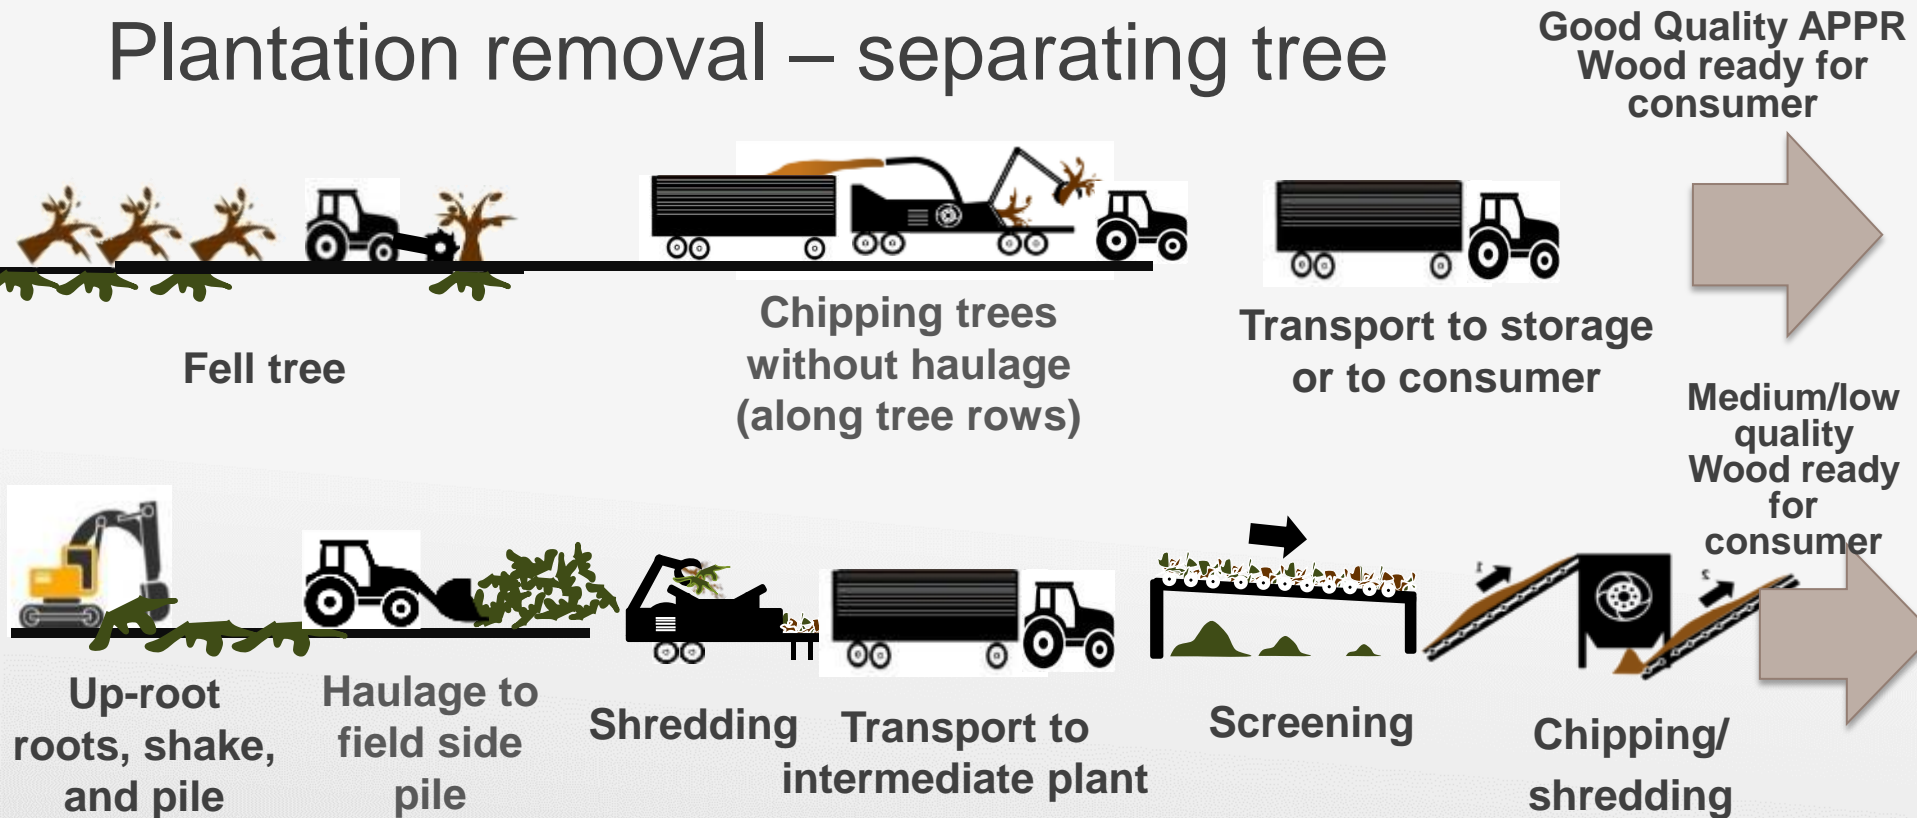 Plantation removal – separating tree
Good Quality APPR
Wood ready for
consumer
Fell tree
Chipping trees
without haulage
(along tree rows)
Transport to storage
or to consumer
Medium/low
quality
Wood ready
for
consumer
1
2
Up-root
roots, shake,
and pile
Haulage to
field side
pile
Shredding
Transport to
intermediate plant
Screening
Chipping/
shredding